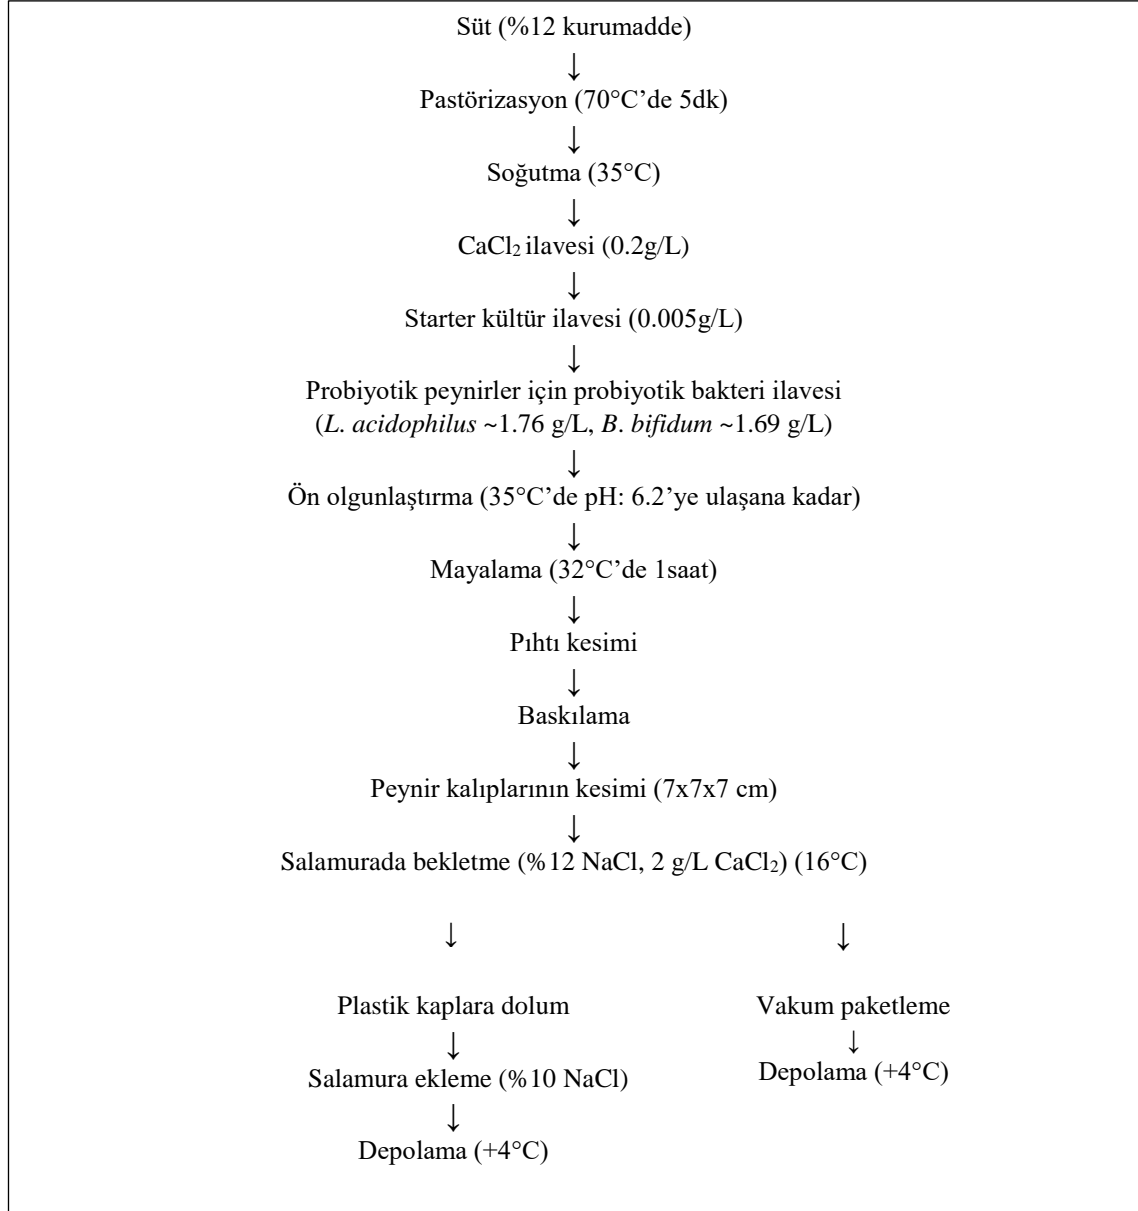 Süt (%12 kurumadde)
↓
Pastörizasyon (70°C’de 5dk)
↓
Soğutma (35°C)
↓
CaCl₂ ilavesi (0.2g/L)
↓
Starter kültür ilavesi (0.005g/L)
↓
Probiyotik peynirler için probiyotik bakteri ilavesi
(L. acidophilus ~1.76 g/L, B. bifidum ~1.69 g/L)
↓
Ön olgunlaştırma (35°C’de pH: 6.2’ye ulaşana kadar)
↓
Mayalama (32°C’de 1saat)
↓
Pıhtı kesimi
↓
Baskılama
↓
Peynir kalıplarının kesimi (7x7x7 cm)
↓
Salamurada bekletme (%12 NaCl, 2 g/L CaCl₂) (16°C)
↓ ↓
Plastik kaplara dolum
↓
Salamura ekleme (%10 NaCl)
↓
Depolama (+4°C)
Vakum paketleme
↓
Depolama (+4°C)